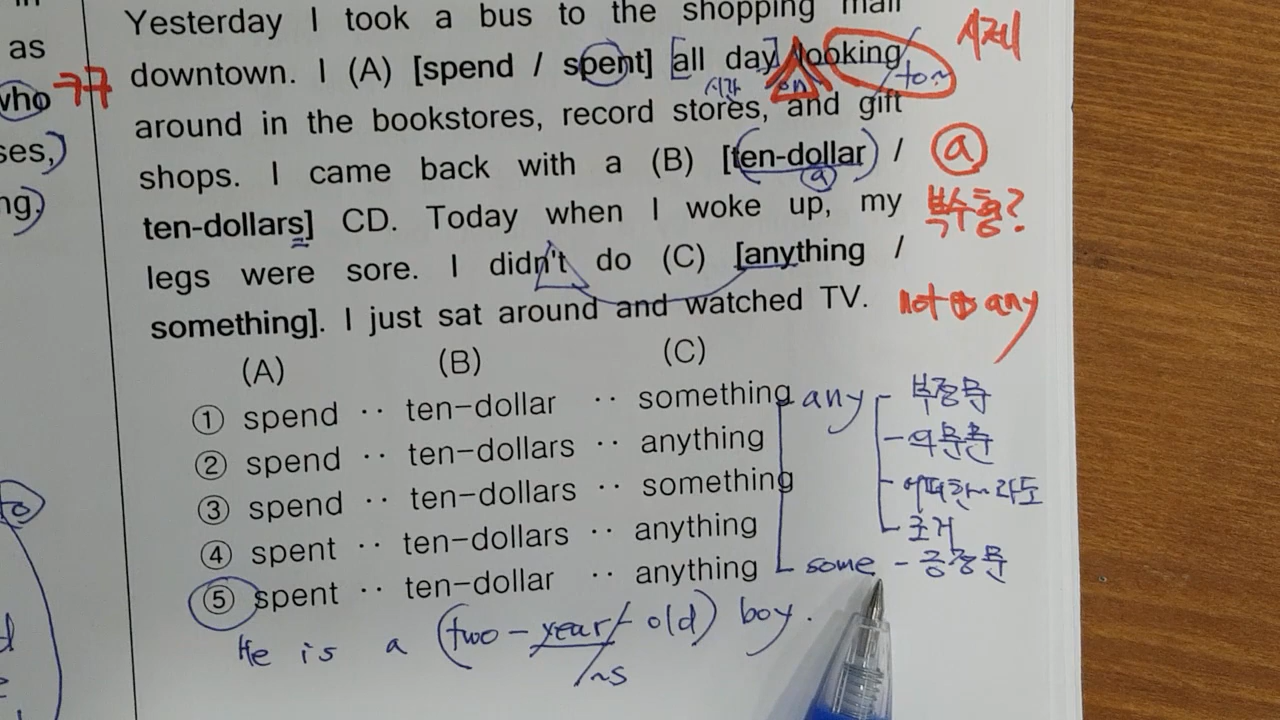 as
who
ses,)
ng.)
77
Yesterday I took a bus to the shopping mall
downtown. I (A) [spend / spent] [all day] looking 시제
시간 on to~
around in the bookstores, record stores, and gift
shops. I came back with a (B) [ten-dollar / ⓐ
ⓐ
ten-dollars] CD. Today when I woke up, my 복수형?
legs were sore. I didn't do (C) [anything /
something]. I just sat around and watched TV. not any
(A) (B) (C)
① spend ·· ten-dollar ·· something any - 부정문
② spend ·· ten-dollars ·· anything - 의문문
③ spend ·· ten-dollars ·· something - 어떠한~라도
④ spent ·· ten-dollars ·· anything - 조거
⑤ spent ·· ten-dollar ·· anything some - 긍정문
He is a (two-year-old) boy.
~s